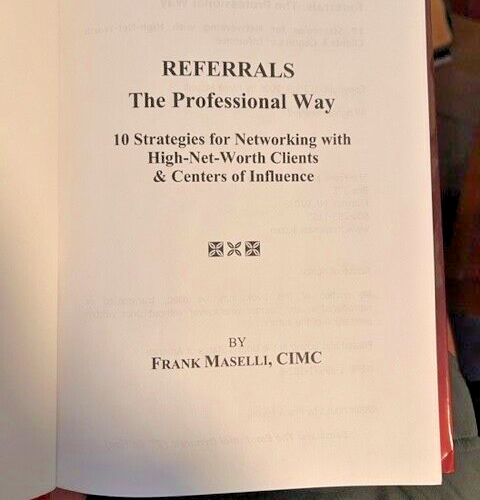 REFERRALS
The Professional Way
10 Strategies for Networking with
High-Net-Worth Clients
& Centers of Influence
BY
FRANK MASELLI, CIMC